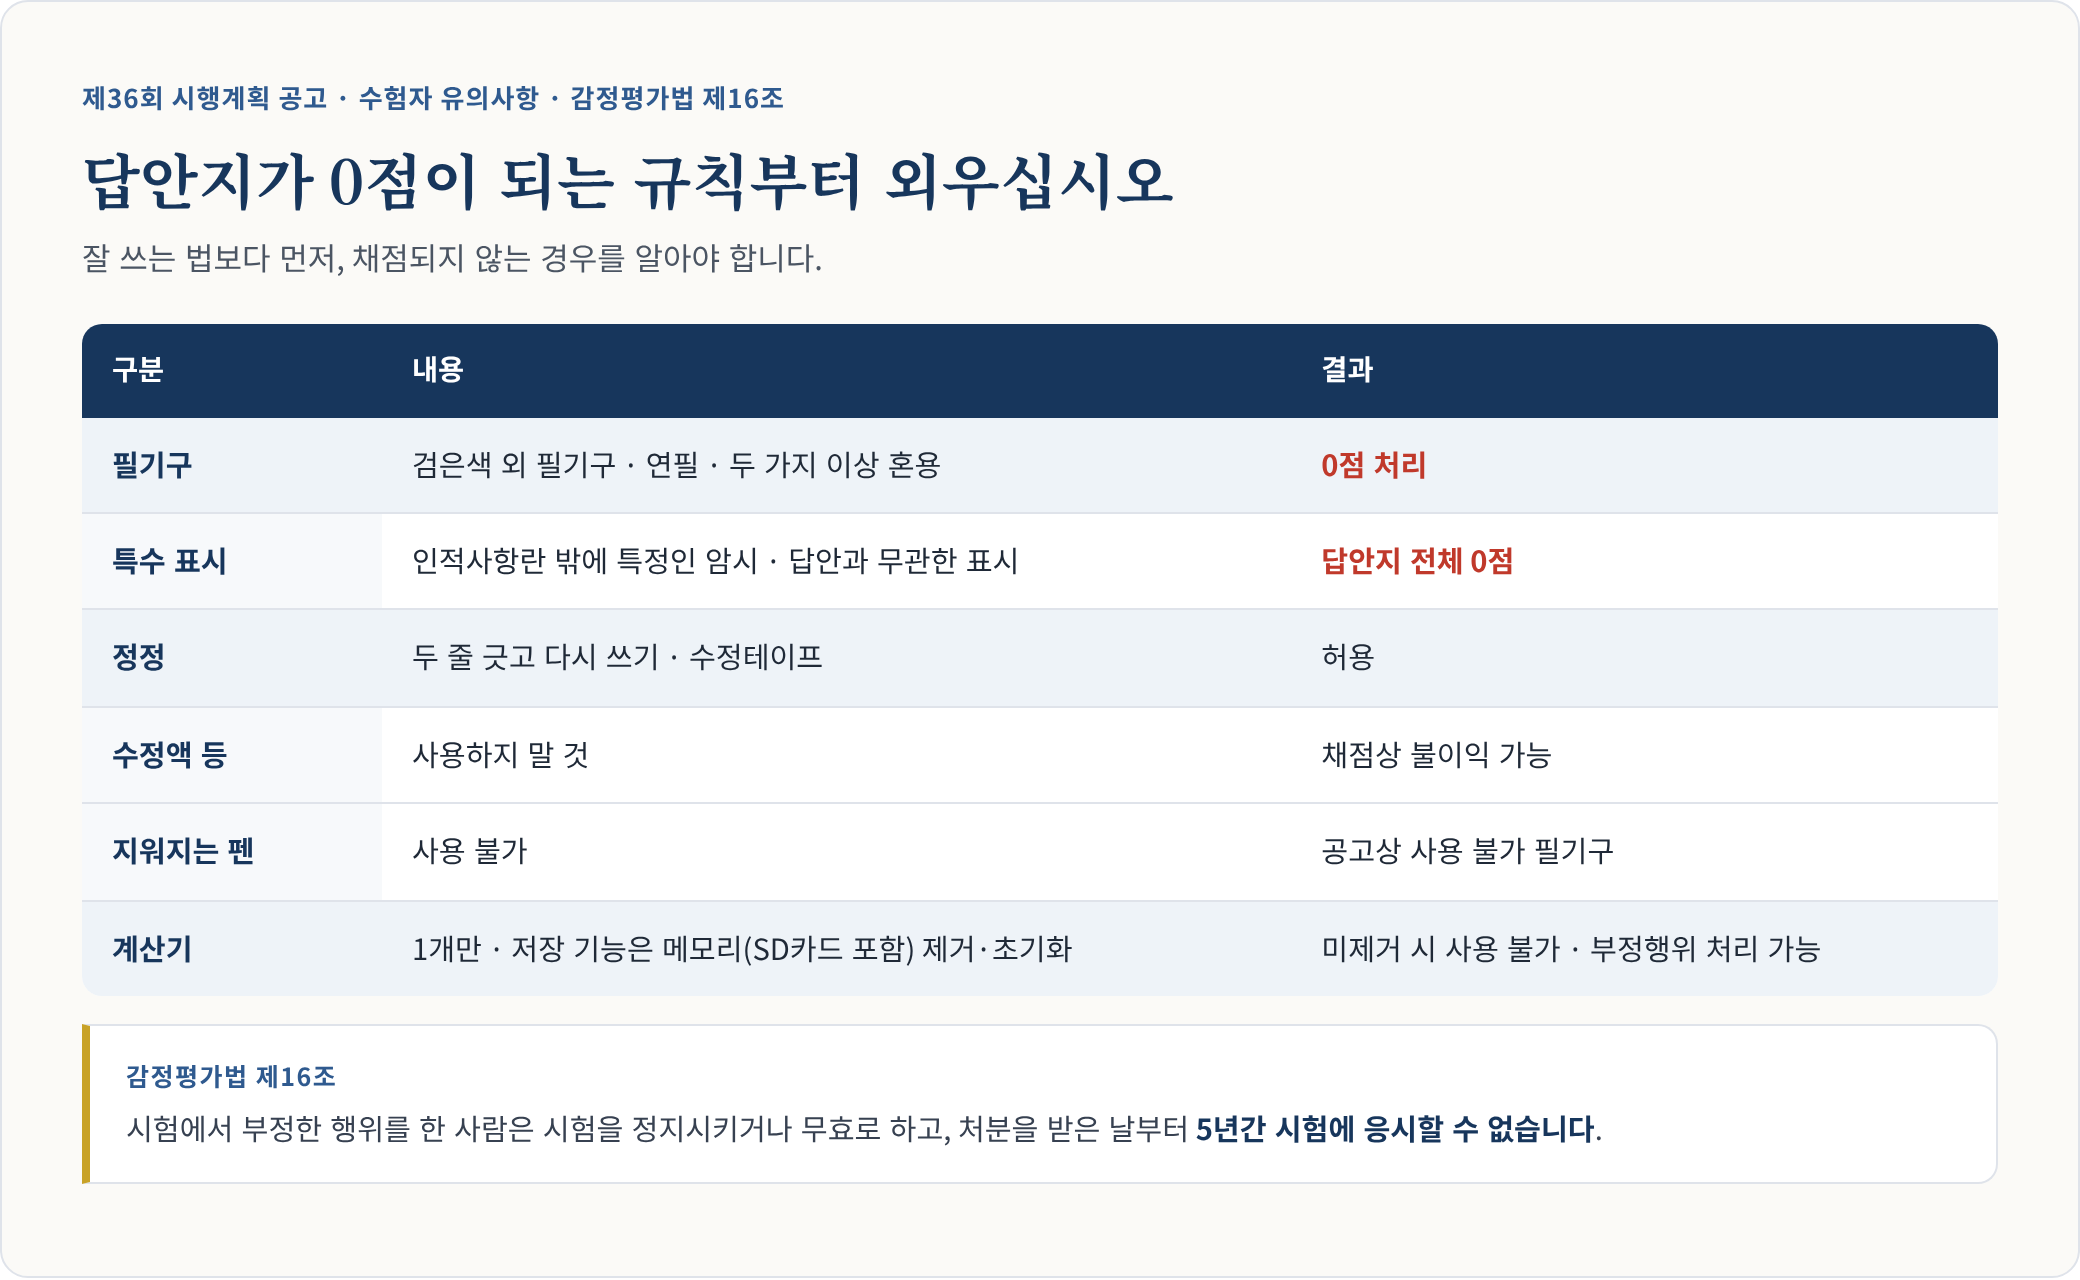 제36회 시행계획 공고 · 수험자 유의사항 · 감정평가법 제16조
답안지가 0점이 되는 규칙부터 외우십시오
잘 쓰는 법보다 먼저, 채점되지 않는 경우를 알아야 합니다.
구분 내용 결과
필기구 검은색 외 필기구 · 연필 · 두 가지 이상 혼용 0점 처리
특수 표시 인적사항란 밖에 특정인 암시 · 답안과 무관한 표시 답안지 전체 0점
정정 두 줄 긋고 다시 쓰기 · 수정테이프 허용
수정액 등 사용하지 말 것 채점상 불이익 가능
지워지는 펜 사용 불가 공고상 사용 불가 필기구
계산기 1개만 · 저장 기능은 메모리(SD카드 포함) 제거·초기화 미제거 시 사용 불가 · 부정행위 처리 가능
감정평가법 제16조
시험에서 부정한 행위를 한 사람은 시험을 정지시키거나 무효로 하고, 처분을 받은 날부터 5년간 시험에 응시할 수 없습니다.